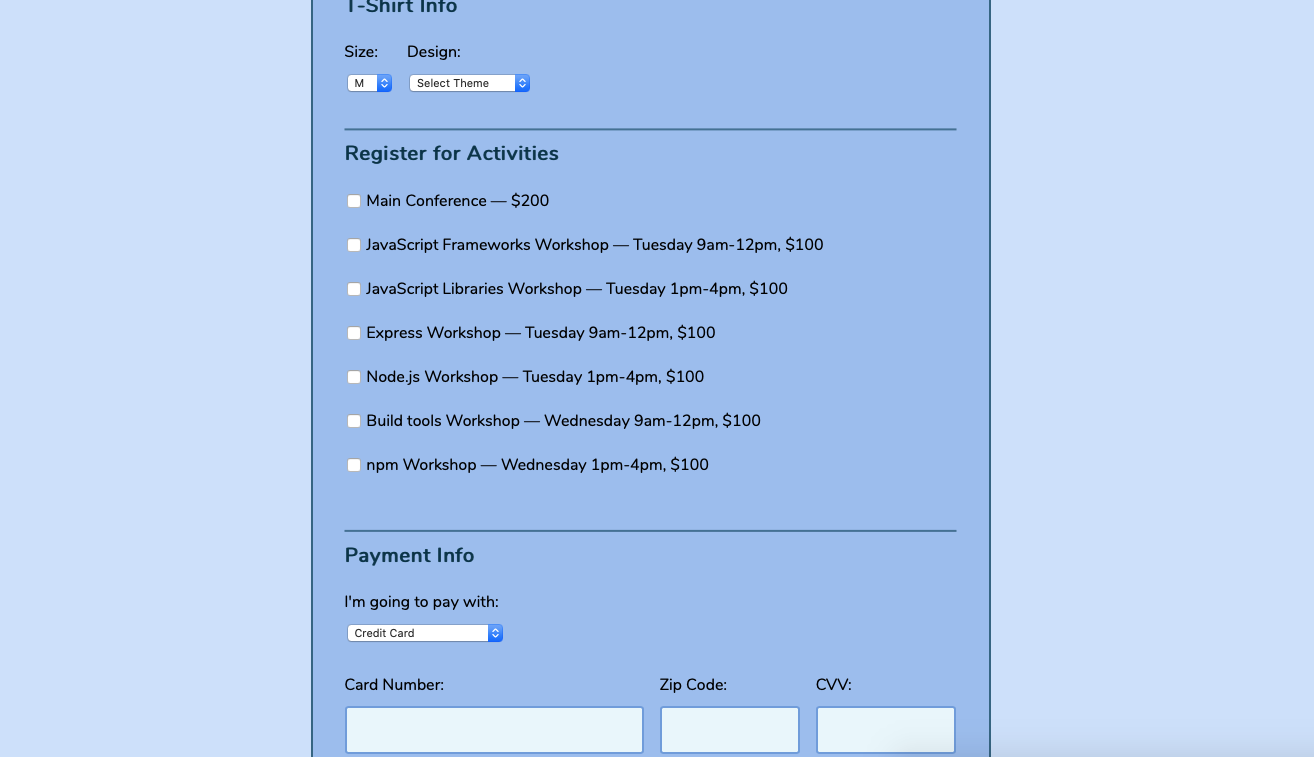 T-Shirt Info
Size: Design:
M Select Theme
Register for Activities
Main Conference — $200
JavaScript Frameworks Workshop — Tuesday 9am-12pm, $100
JavaScript Libraries Workshop — Tuesday 1pm-4pm, $100
Express Workshop — Tuesday 9am-12pm, $100
Node.js Workshop — Tuesday 1pm-4pm, $100
Build tools Workshop — Wednesday 9am-12pm, $100
npm Workshop — Wednesday 1pm-4pm, $100
Payment Info
I'm going to pay with:
Credit Card
Card Number: Zip Code: CVV: